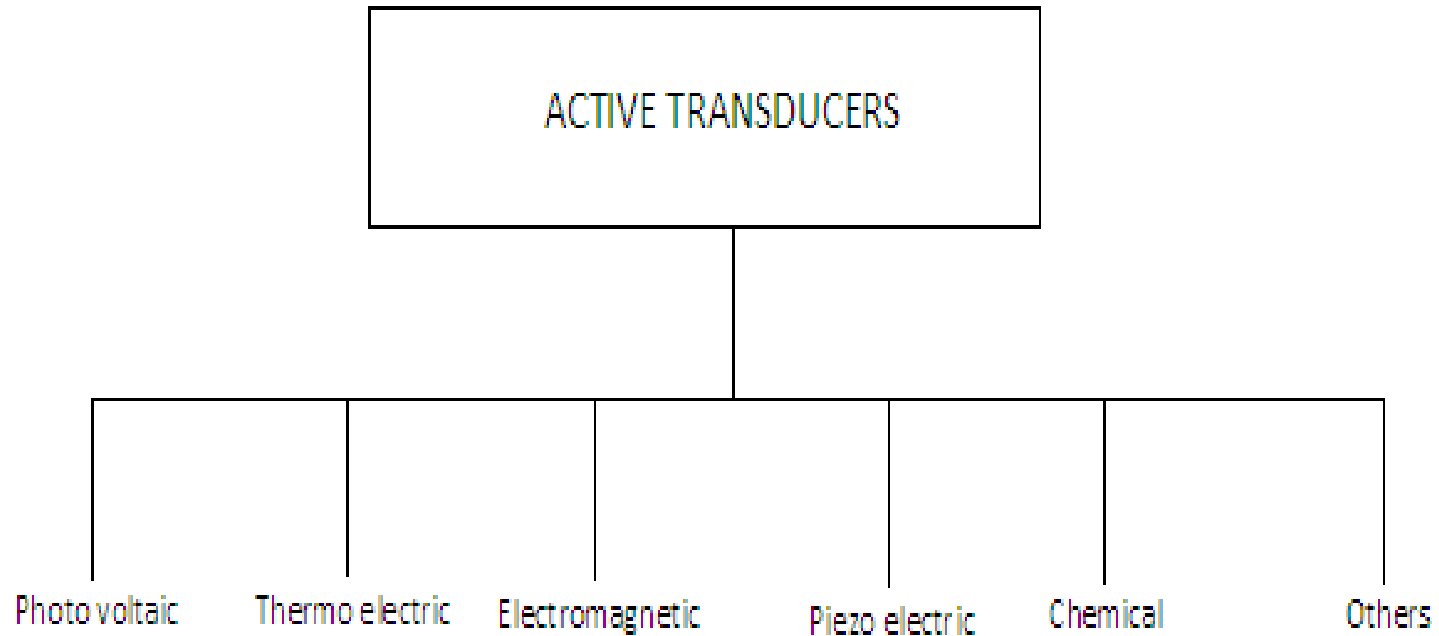 ACTIVE TRANSDUCERS
Photo voltaic
Thermo electric
Electromagnetic
Piezo electric
Chemical
Others